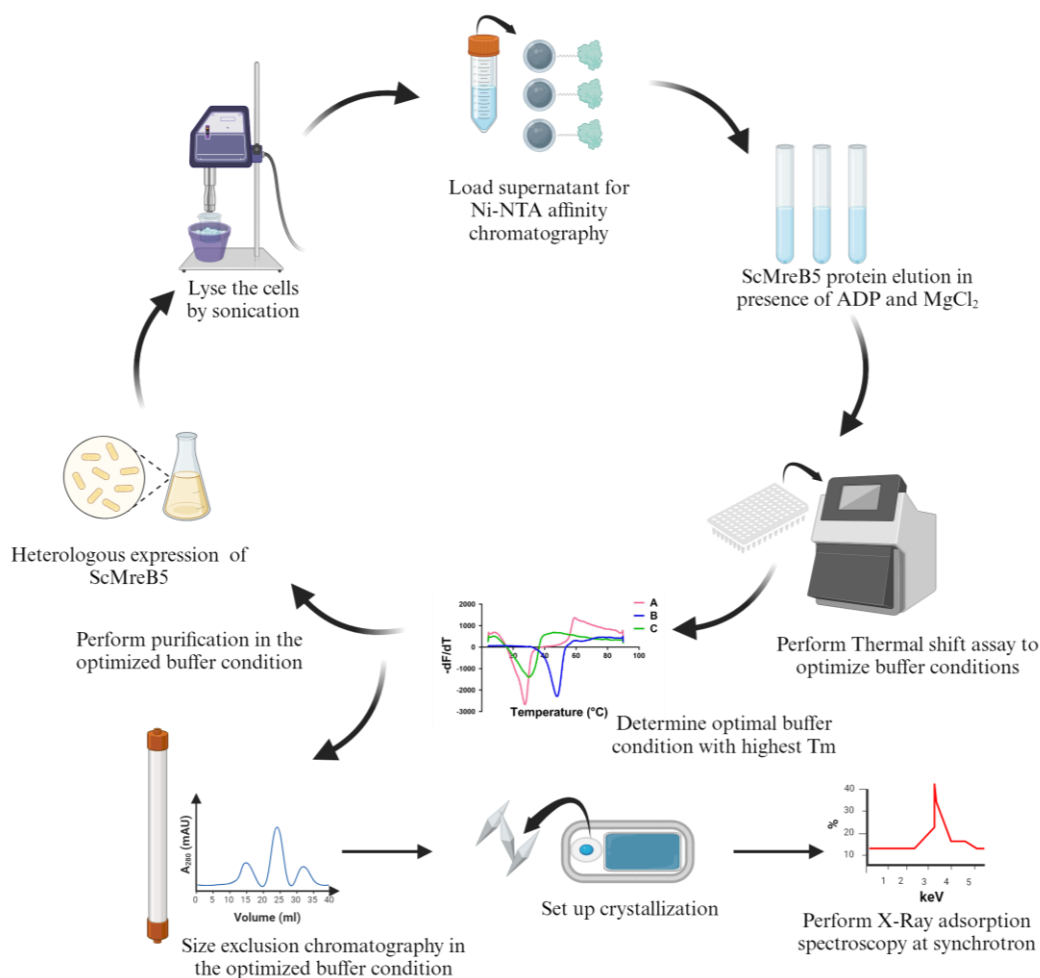 Load supernatant for
Ni-NTA affinity
chromatography
ScMreB5 protein elution in
presence of ADP and MgCl₂
Lyse the cells
by sonication
Heterologous expression of
ScMreB5
Perform purification in the
optimized buffer condition
2000
1000
0
-1000
-2000
-3000
-dF/dT
20
40
60
80
100
Temperature (°C)
A
B
C
Perform Thermal shift assay to
optimize buffer conditions
Determine optimal buffer
condition with highest Tm
A₂₈₀ (mAU)
0 5 10 15 20 25 30 35 40
Volume (ml)
Size exclusion chromatography in
the optimized buffer condition
Set up crystallization
40
30
20
10
%
1 2 3 4 5
keV
Perform X-Ray adsorption
spectroscopy at synchrotron